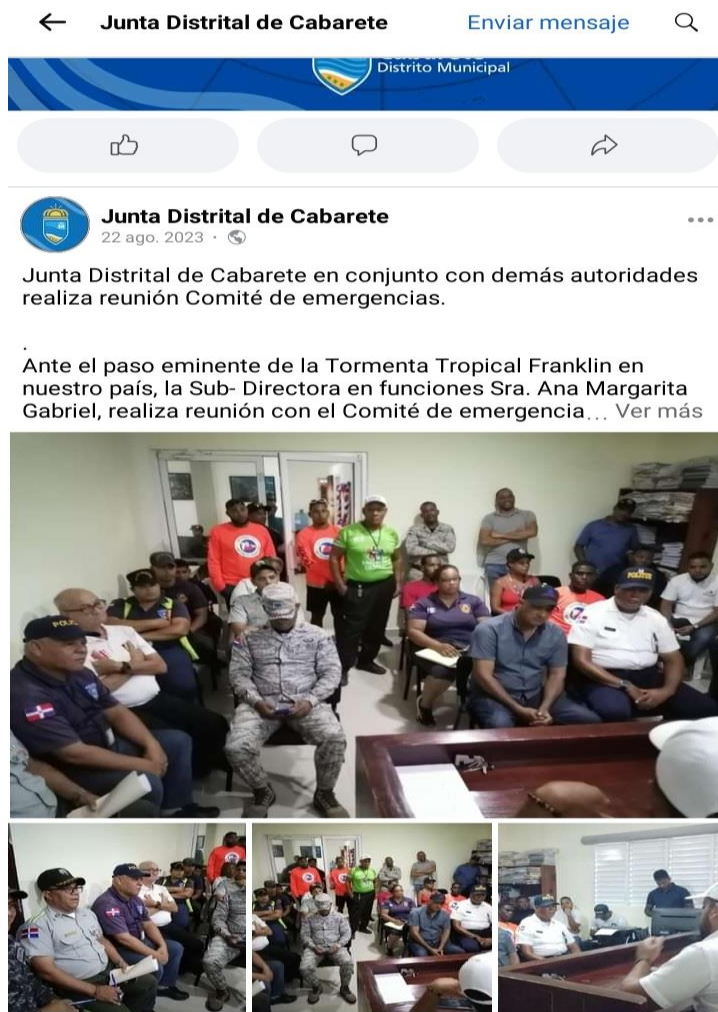 Junta Distrital de Cabarete
Enviar mensaje
Distrito Municipal
Junta Distrital de Cabarete
22 ago. 2023 ·
Junta Distrital de Cabarete en conjunto con demás autoridades
realiza reunión Comité de emergencias.
.
Ante el paso eminente de la Tormenta Tropical Franklin en
nuestro país, la Sub- Directora en funciones Sra. Ana Margarita
Gabriel, realiza reunión con el Comité de emergencia... Ver más